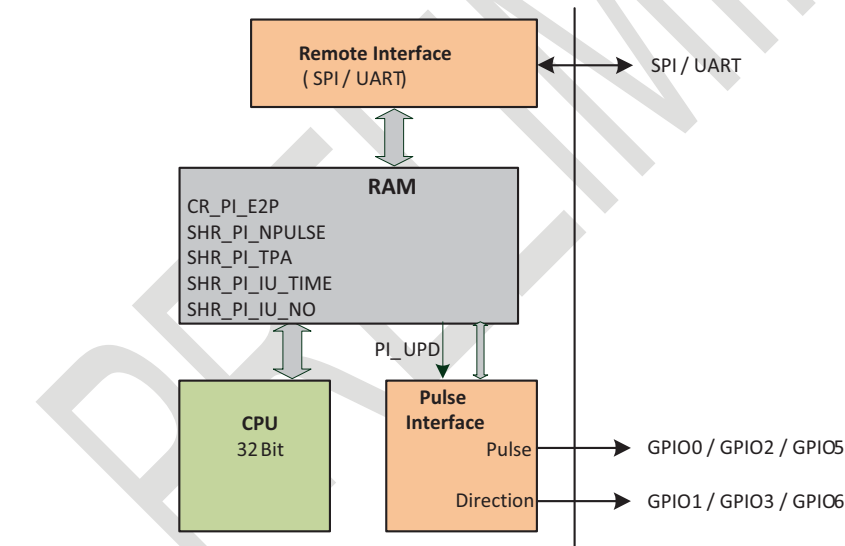 Remote Interface
( SPI / UART)
SPI / UART
RAM
CR_PI_E2P
SHR_PI_NPULSE
SHR_PI_TPA
SHR_PI_IU_TIME
SHR_PI_IU_NO
PI_UPD
CPU
32 Bit
Pulse
Interface
Pulse
GPIO0 / GPIO2 / GPIO5
Direction
GPIO1 / GPIO3 / GPIO6